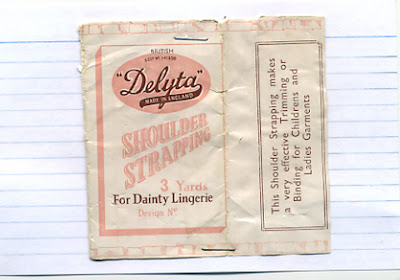 BRITISH
"Delyta"
MADE IN ENGLAND
SHOULDER
STRAPPING
3 Yards
For Dainty Lingerie
Design No
This Shoulder Strapping makes
a very effective Trimming or
Binding for Childrens and
Ladies Garments